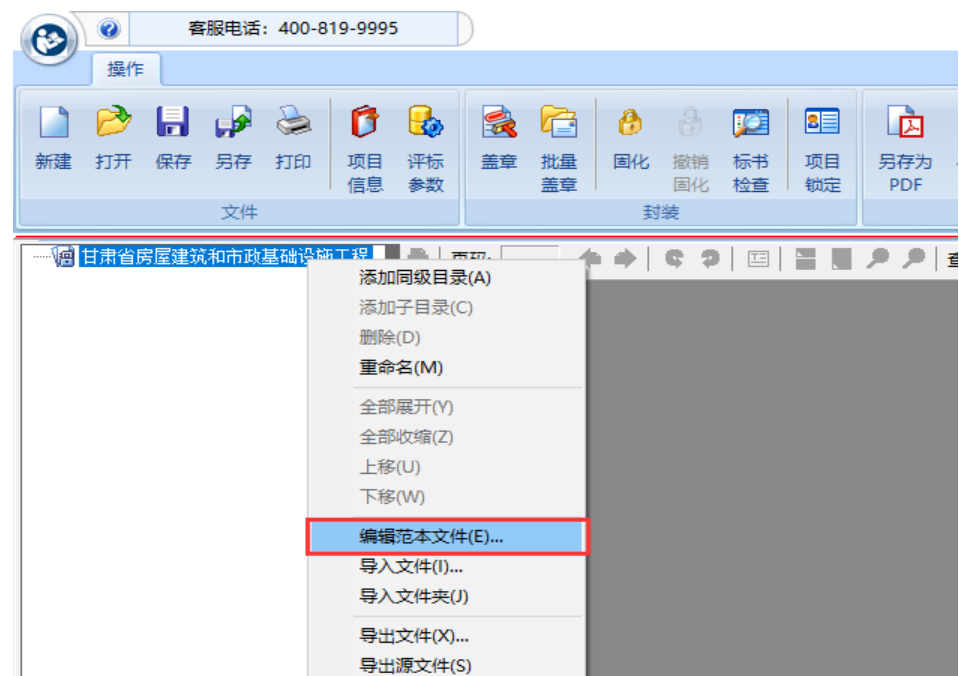 客服电话：400-819-9995
操作
新建 打开 保存 另存 打印 项目信息 评标参数 盖章 批量盖章 固化 撤销固化 标书检查 项目锁定 另存为PDF
文件 封装
甘肃省房屋建筑和市政基础设施工程 页码: 查
添加同级目录(A)
添加子目录(C)
删除(D)
重命名(M)
全部展开(Y)
全部收缩(Z)
上移(U)
下移(W)
编辑范本文件(E)...
导入文件(I)...
导入文件夹(J)
导出文件(X)...
导出源文件(S)